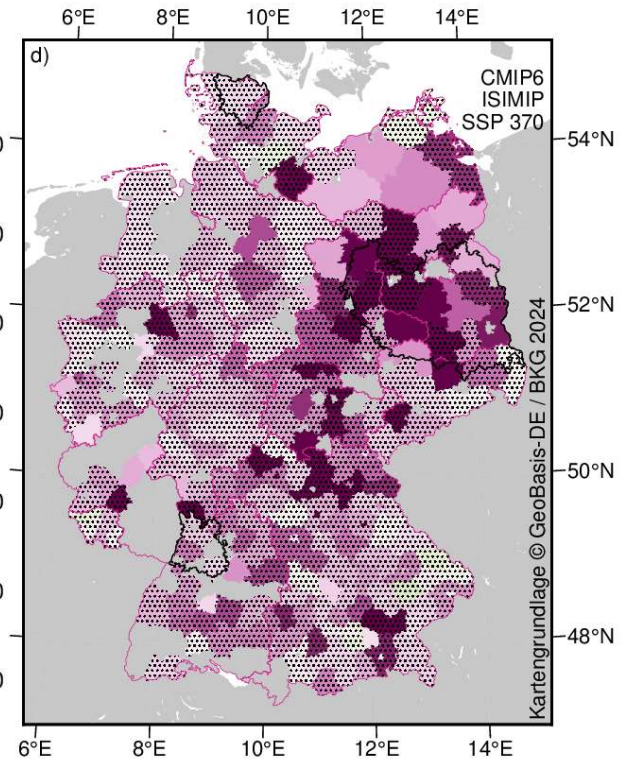 6°E 8°E 10°E 12°E 14°E
d)
CMIP6
ISIMIP
SSP 370
54°N
52°N
50°N
48°N
Kartengrundlage © GeoBasis-DE / BKG 2024
6°E 8°E 10°E 12°E 14°E